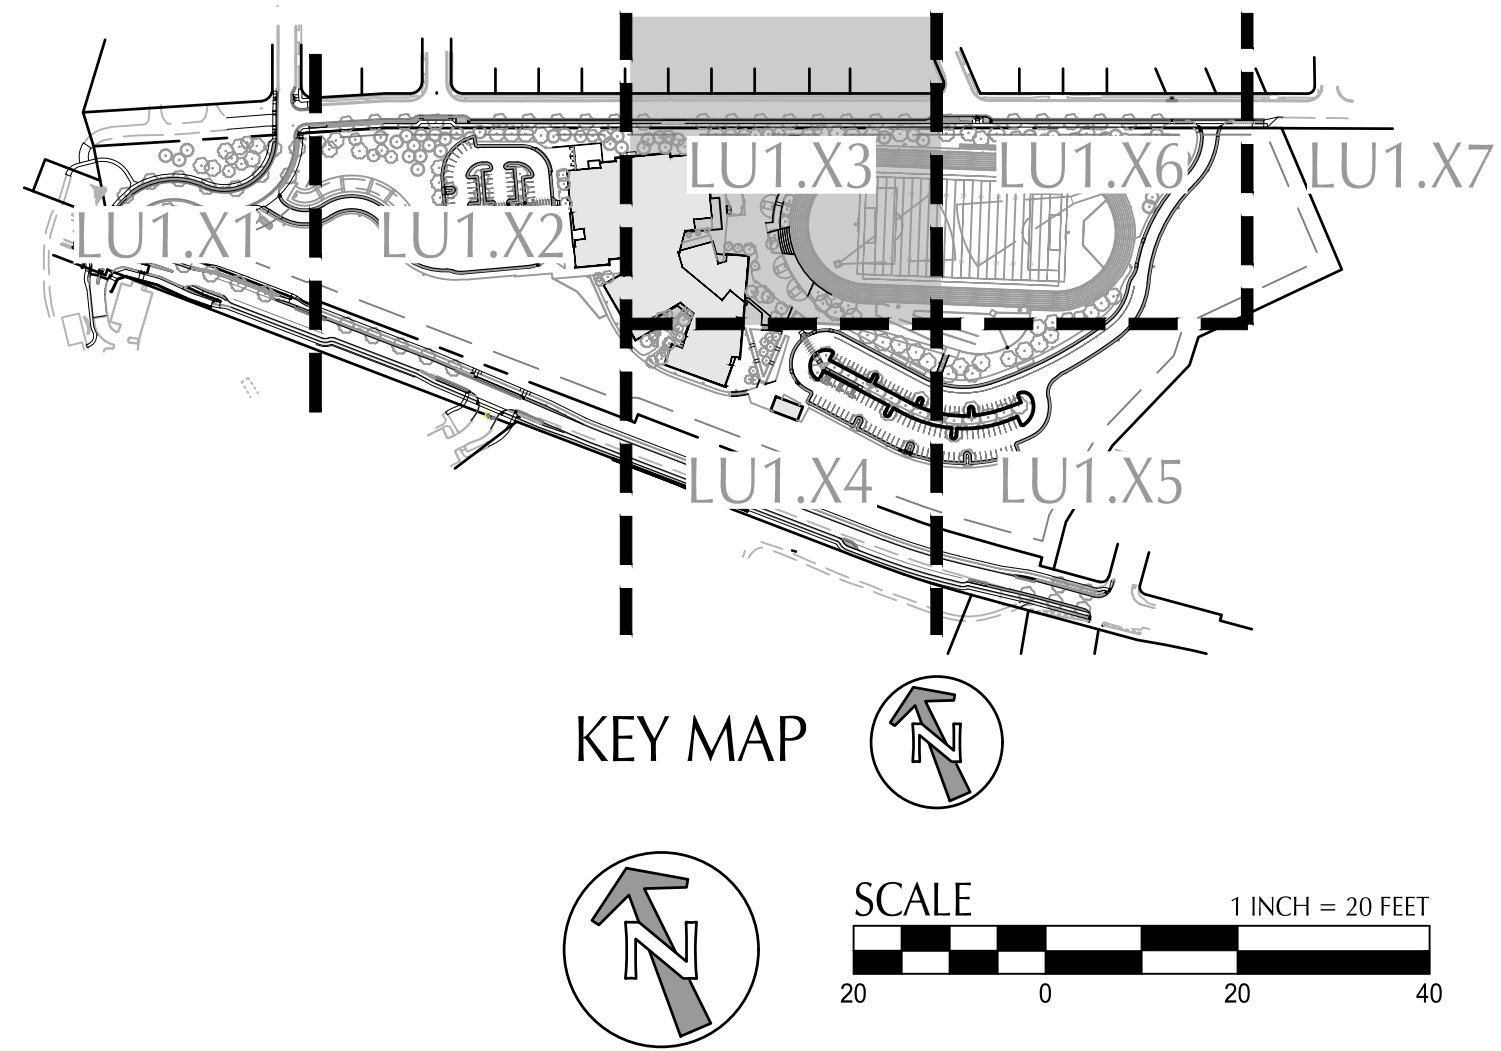 LU1.X3 LU1.X6 LU1.X7
LU1.X1 LU1.X2
LU1.X4 LU1.X5
KEY MAP N
N
SCALE 1 INCH = 20 FEET
20 0 20 40